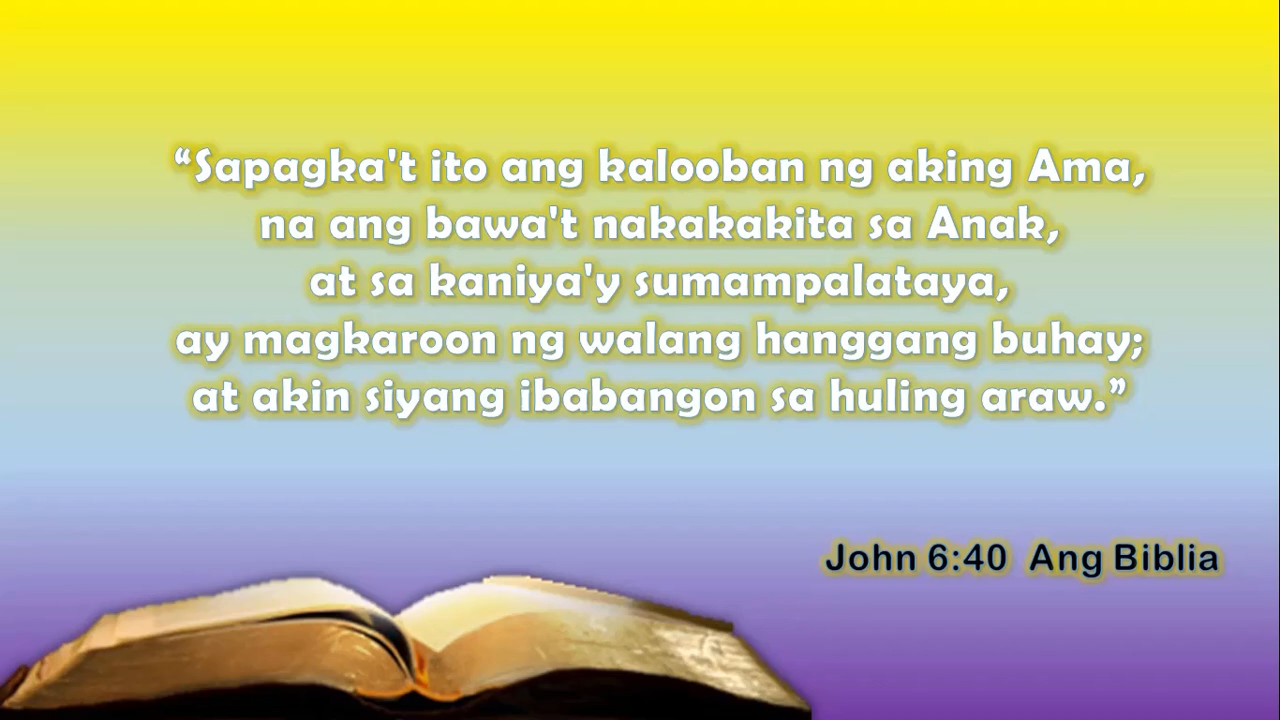 “Sapagka't ito ang kalooban ng aking Ama,
na ang bawa't nakakakita sa Anak,
at sa kaniya'y sumampalataya,
ay magkaroon ng walang hanggang buhay;
at akin siyang ibabangon sa huling araw.”
John 6:40 Ang Biblia